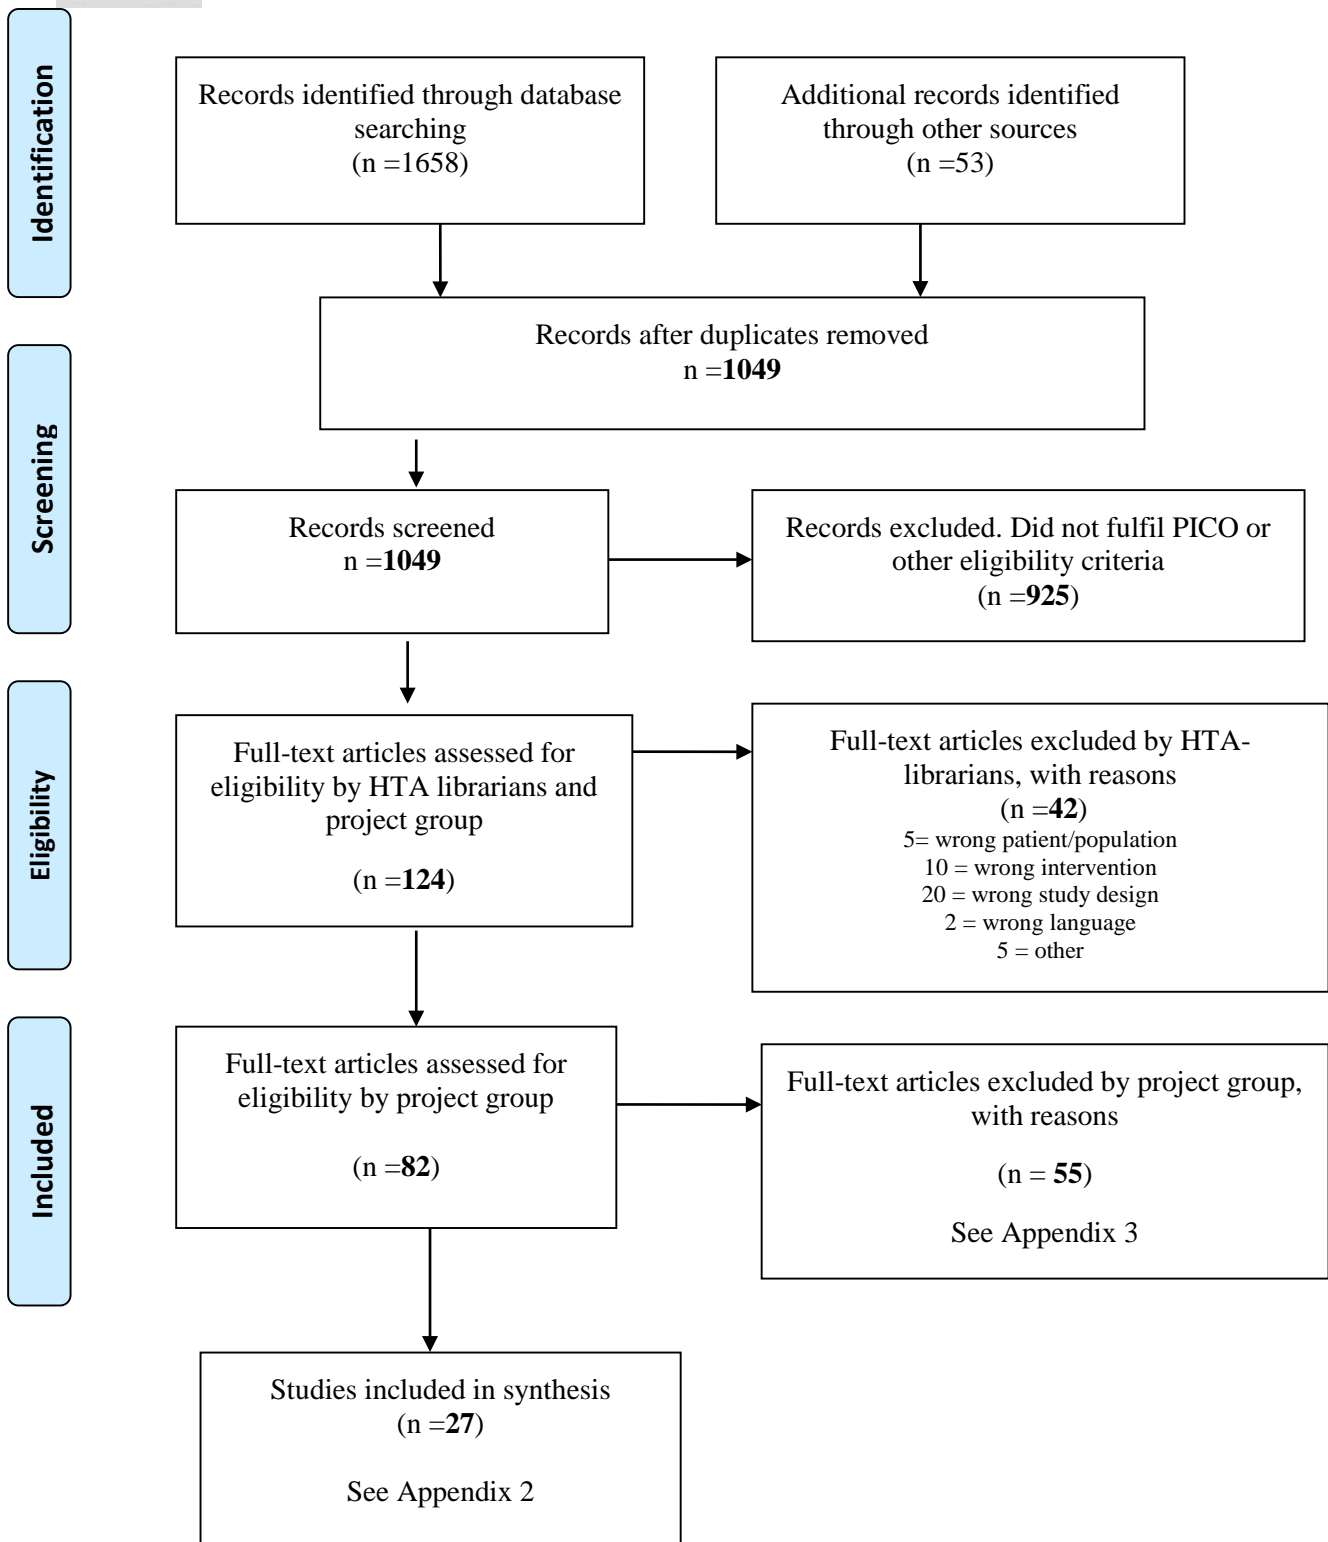 Identification
Records identified through database
searching
(n =1658)
Additional records identified
through other sources
(n =53)
Records after duplicates removed
n =1049
Screening
Records screened
n =1049
Records excluded. Did not fulfil PICO or
other eligibility criteria
(n =925)
Eligibility
Full-text articles assessed for
eligibility by HTA librarians and
project group
(n =124)
Full-text articles excluded by HTA-
librarians, with reasons
(n =42)
5= wrong patient/population
10 = wrong intervention
20 = wrong study design
2 = wrong language
5 = other
Included
Full-text articles assessed for
eligibility by project group
(n =82)
Full-text articles excluded by project group,
with reasons
(n = 55)
See Appendix 3
Studies included in synthesis
(n =27)
See Appendix 2